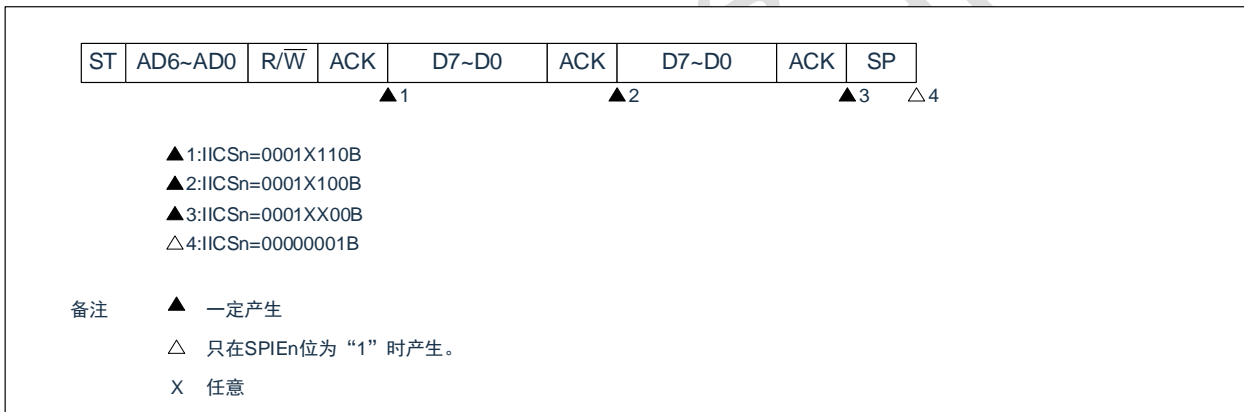 ST AD6~AD0 R/W̅ ACK D7~D0 ACK D7~D0 ACK SP
▲1 ▲2 ▲3 △4
▲1:IICSn=0001X110B
▲2:IICSn=0001X100B
▲3:IICSn=0001XX00B
△4:IICSn=00000001B
备注 ▲ 一定产生
△ 只在SPIEn位为“1”时产生。
X 任意